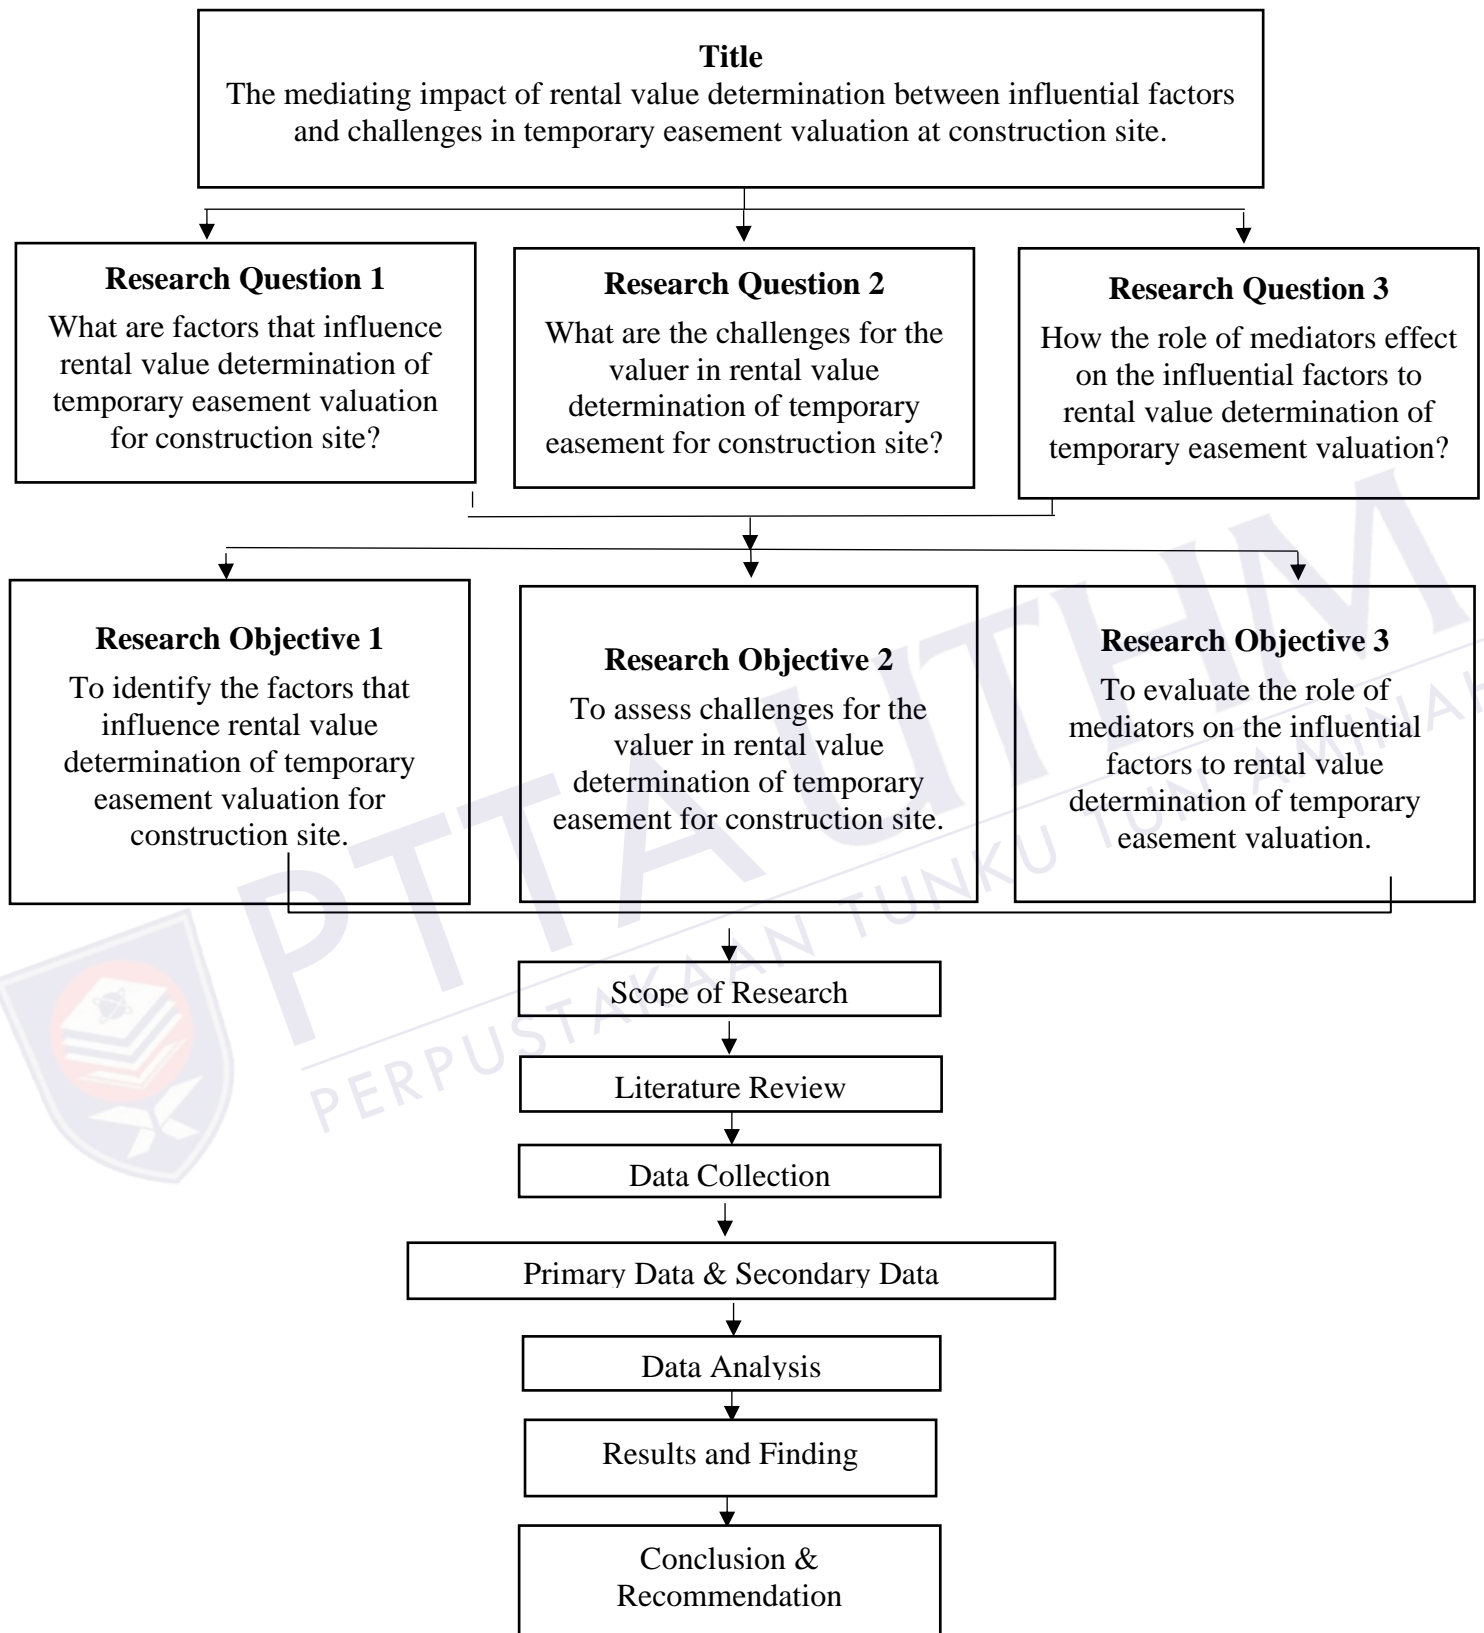 Title
The mediating impact of rental value determination between influential factors
and challenges in temporary easement valuation at construction site.
Research Question 1
What are factors that influence
rental value determination of
temporary easement valuation
for construction site?
Research Question 2
What are the challenges for the
valuer in rental value
determination of temporary
easement for construction site?
Research Question 3
How the role of mediators effect
on the influential factors to
rental value determination of
temporary easement valuation?
Research Objective 1
To identify the factors that
influence rental value
determination of temporary
easement valuation for
construction site.
Research Objective 2
To assess challenges for the
valuer in rental value
determination of temporary
easement for construction site.
Research Objective 3
To evaluate the role of
mediators on the influential
factors to rental value
determination of temporary
easement valuation.
Scope of Research
Literature Review
Data Collection
Primary Data & Secondary Data
Data Analysis
Results and Finding
Conclusion &
Recommendation
PTTA UTHM
PERPUSTAKAAN TUNKU TUN AMINAH